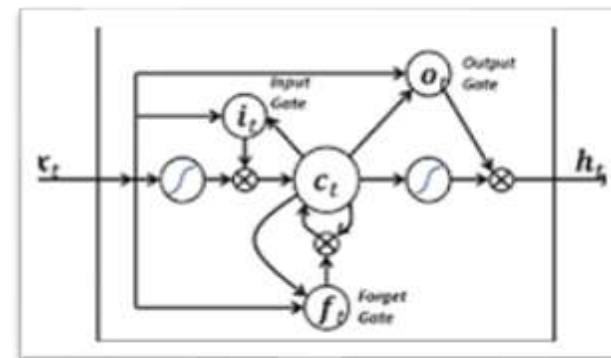 Output
Gate
o_t
Input
Gate
i_t
x_t
c_t
h_t
f_t
Forget
Gate